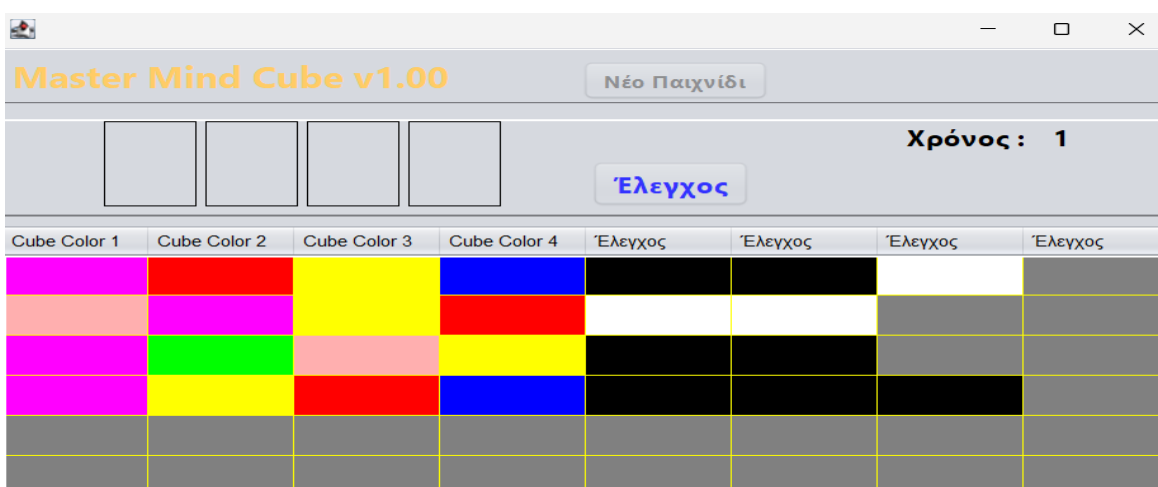 Master Mind Cube v1.00 Νέο Παιχνίδι
Χρόνος : 1
Έλεγχος
Cube Color 1 Cube Color 2 Cube Color 3 Cube Color 4 Έλεγχος Έλεγχος Έλεγχος Έλεγχος